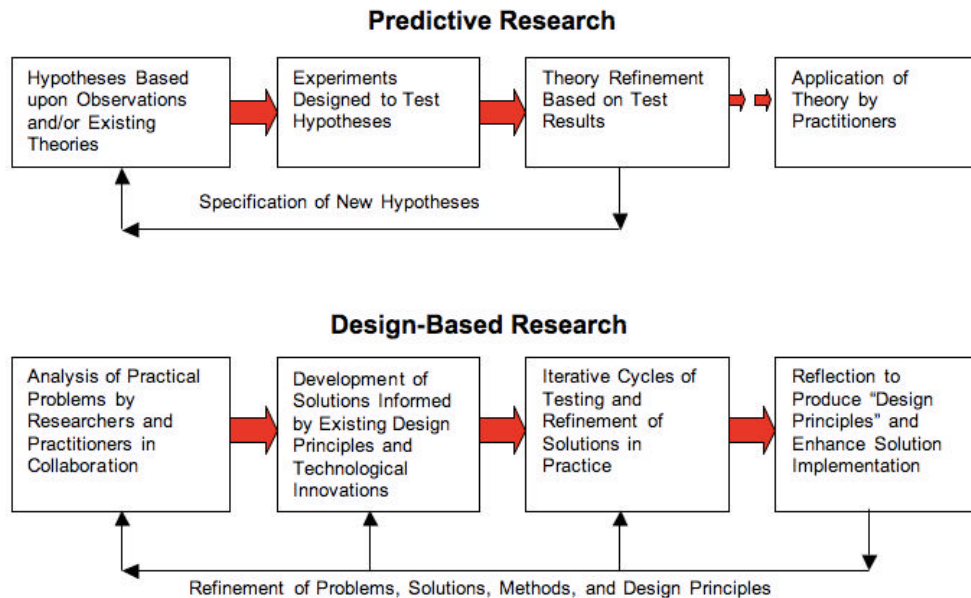 Predictive Research
Hypotheses Based
upon Observations
and/or Existing
Theories
Experiments
Designed to Test
Hypotheses
Theory Refinement
Based on Test
Results
Application of
Theory by
Practitioners
Specification of New Hypotheses
Design-Based Research
Analysis of Practical
Problems by
Researchers and
Practitioners in
Collaboration
Development of
Solutions Informed
by Existing Design
Principles and
Technological
Innovations
Iterative Cycles of
Testing and
Refinement of
Solutions in
Practice
Reflection to
Produce “Design
Principles” and
Enhance Solution
Implementation
Refinement of Problems, Solutions, Methods, and Design Principles